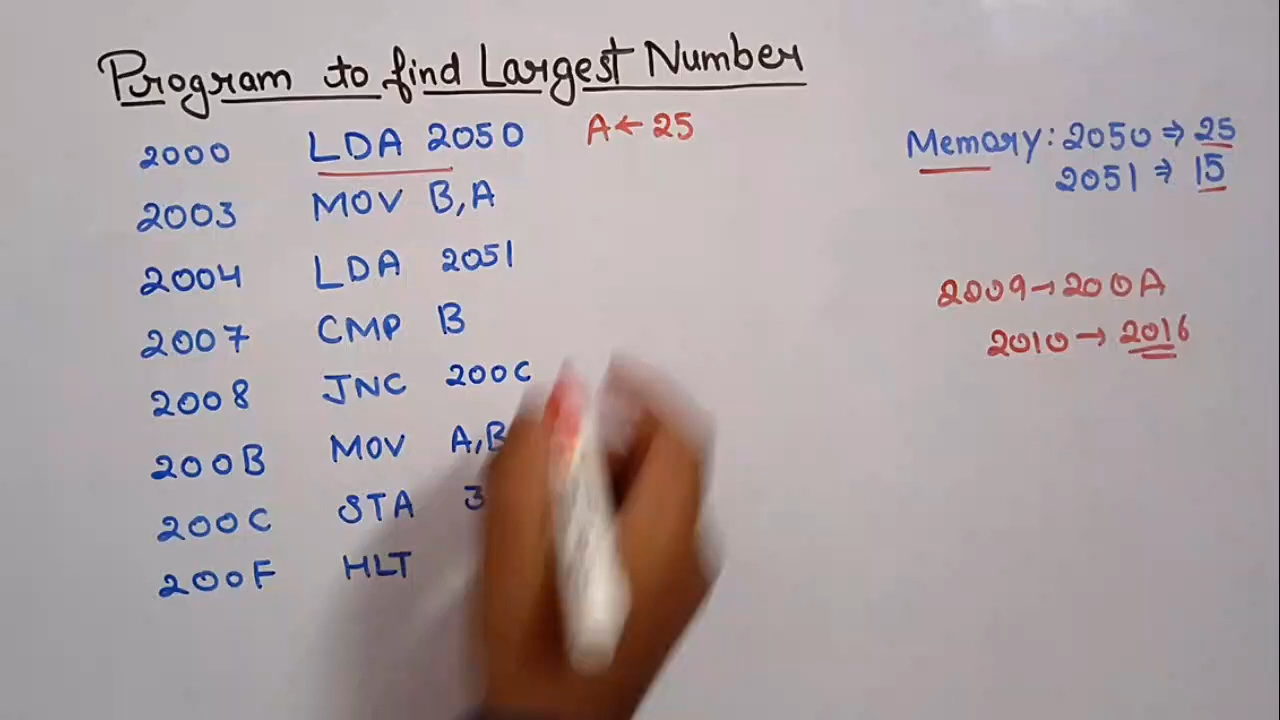 Program to find Largest Number
2000 LDA 2050 A ← 25
2003 MOV B,A
2004 LDA 2051
2007 CMP B
2008 JNC 200C
200B MOV A,B
200C STA
200F HLT
Memory: 2050 ⇒ 25
2051 ⇒ 15
2009 → 200A
2010 → 2016